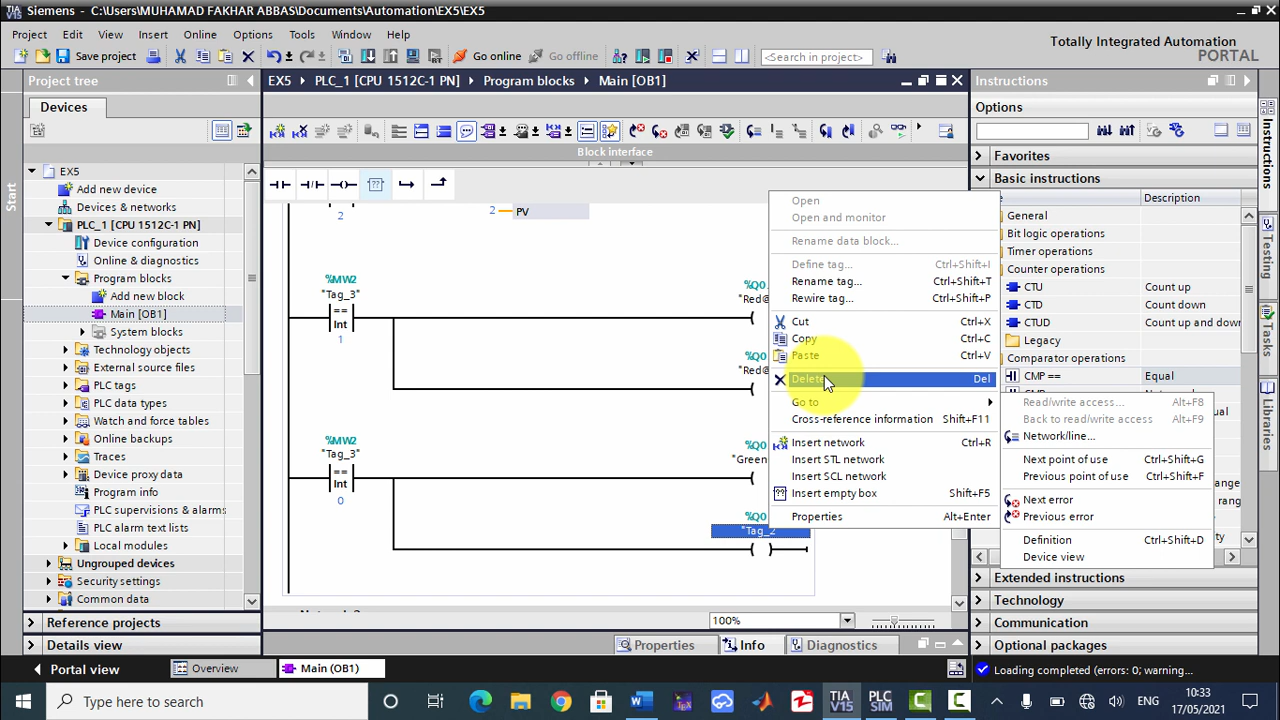 Siemens - C:\Users\MUHAMAD FAKHAR ABBAS\Documents\Automation\EX5\EX5
TIA
V15
Project Edit View Insert Online Options Tools Window Help
Totally Integrated Automation
PORTAL
Save project
Go online
Go offline
<Search in project>
Project tree
EX5 PLC_1 [CPU 1512C-1 PN] Program blocks Main [OB1]
Instructions
Devices
Options
Start
Block interface
Favorites
Basic instructions
Description
General
Bit logic operations
Timer operations
Counter operations
CTU Count up
CTD Count down
CTUD Count up and down
Legacy
Comparator operations
CMP == Equal
Extended instructions
Technology
Communication
Optional packages
Instructions
Testing
Tasks
Libraries
EX5
Add new device
Devices & networks
PLC_1 [CPU 1512C-1 PN]
Device configuration
Online & diagnostics
Program blocks
Add new block
Main [OB1]
System blocks
Technology objects
External source files
PLC tags
PLC data types
Watch and force tables
Online backups
Traces
Device proxy data
PLC supervisions & alarms
PLC alarm text lists
Local modules
Ungrouped devices
Security settings
Common data
Reference projects
Details view
2
2 PV
%MW2
"Tag_3"
==
Int
1
%Q0
"Red@
%Q0
"Red@
%MW2
"Tag_3"
==
Int
0
%Q0
"Green
%Q0
"Tag_2"
Open
Open and monitor
Rename data block...
Define tag... Ctrl+Shift+I
Rename tag... Ctrl+Shift+T
Rewire tag... Ctrl+Shift+P
Cut Ctrl+X
Copy Ctrl+C
Paste Ctrl+V
Delete Del
Go to
Cross-reference information Shift+F11
Insert network Ctrl+R
Insert STL network
Insert SCL network
Insert empty box Shift+F5
Properties Alt+Enter
Read/write access... Alt+F8
Back to read/write access Alt+F9
Network/line...
Next point of use Ctrl+Shift+G
Previous point of use Ctrl+Shift+F
Next error
Previous error
Definition Ctrl+Shift+D
Device view
100%
Properties Info Diagnostics
Portal view Overview Main (OB1)
Loading completed (errors: 0; warning...
Type here to search
TIA
V15
PLC
SIM
ENG
10:33
17/05/2021